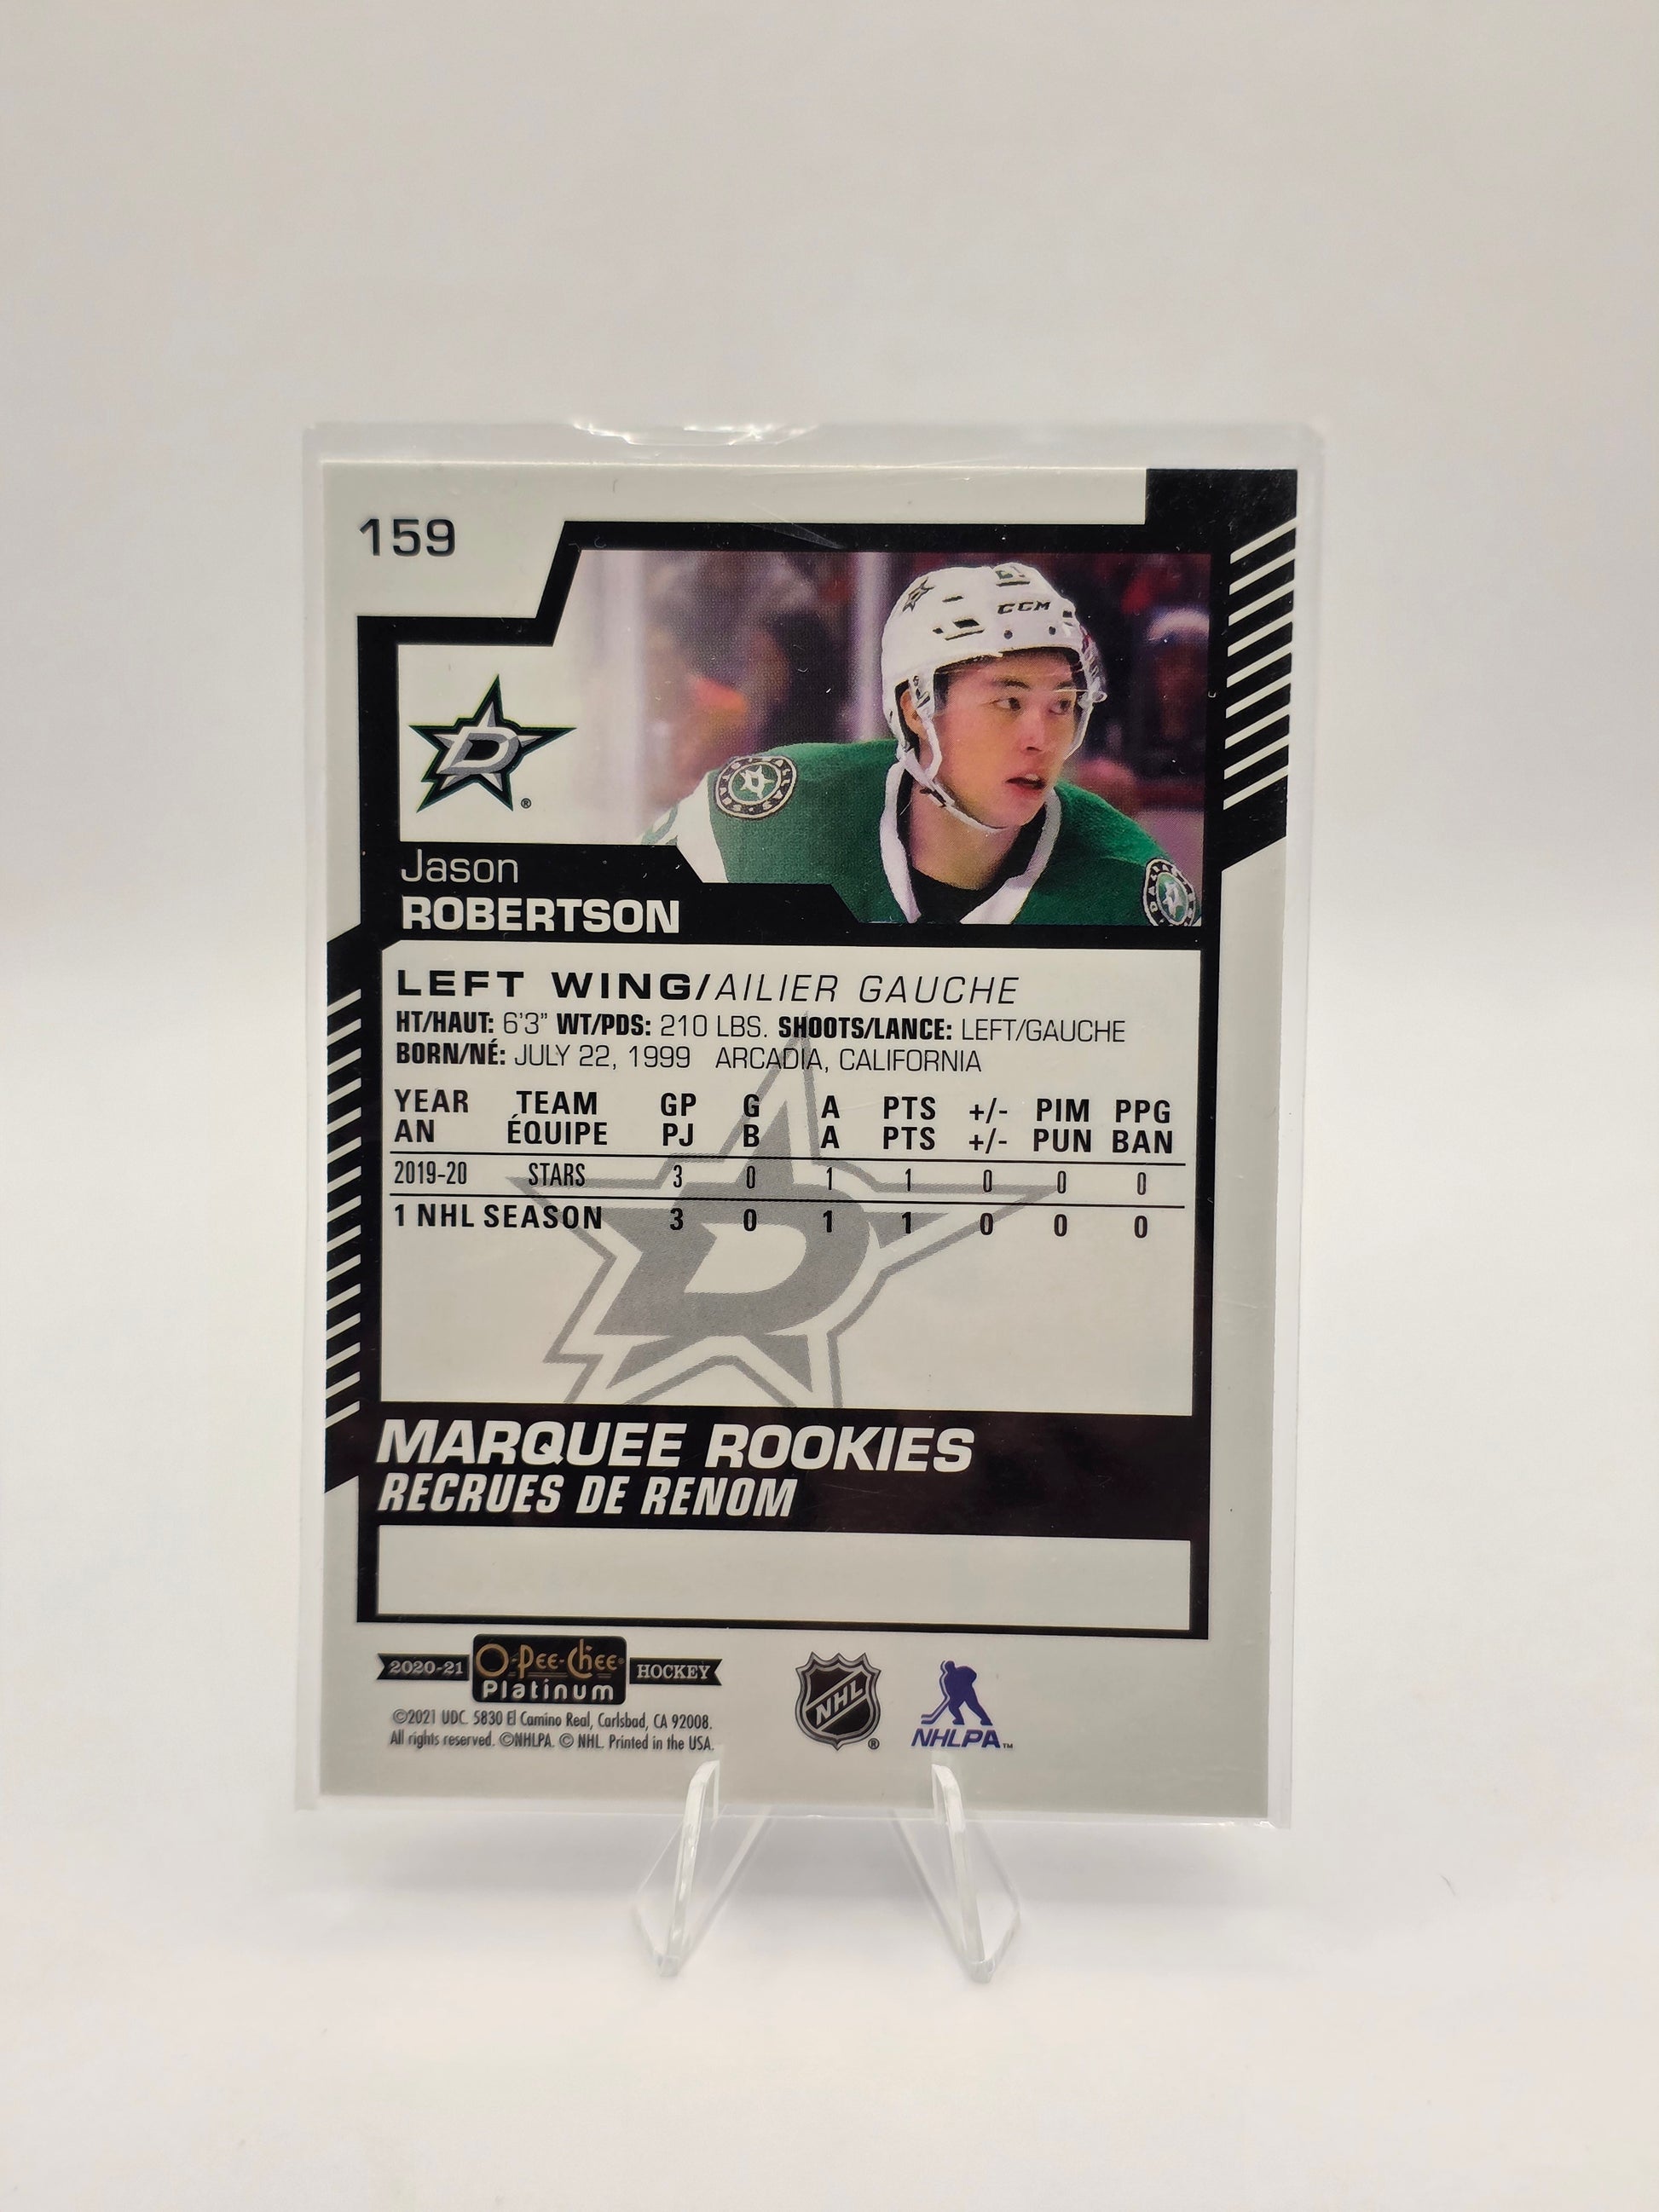 159
CCM
Jason
ROBERTSON
LEFT WING/AILIER GAUCHE
HT/HAUT: 6'3" WT/PDS: 210 LBS. SHOOTS/LANCE: LEFT/GAUCHE
BORN/NÉ: JULY 22, 1999 ARCADIA, CALIFORNIA
YEAR TEAM GP G A PTS +/- PIM PPG
AN ÉQUIPE PJ B A PTS +/- PUN BAN
2019-20 STARS 3 0 1 1 0 0 0
1 NHL SEASON 3 0 1 1 0 0 0
MARQUEE ROOKIES
RECRUES DE RENOM
2020-21 O-Pee-Chee Platinum HOCKEY
©2021 UDC. 5830 El Camino Real, Carlsbad, CA 92008.
All rights reserved. ©NHLPA. © NHL. Printed in the USA.
NHL ®
NHLPA™